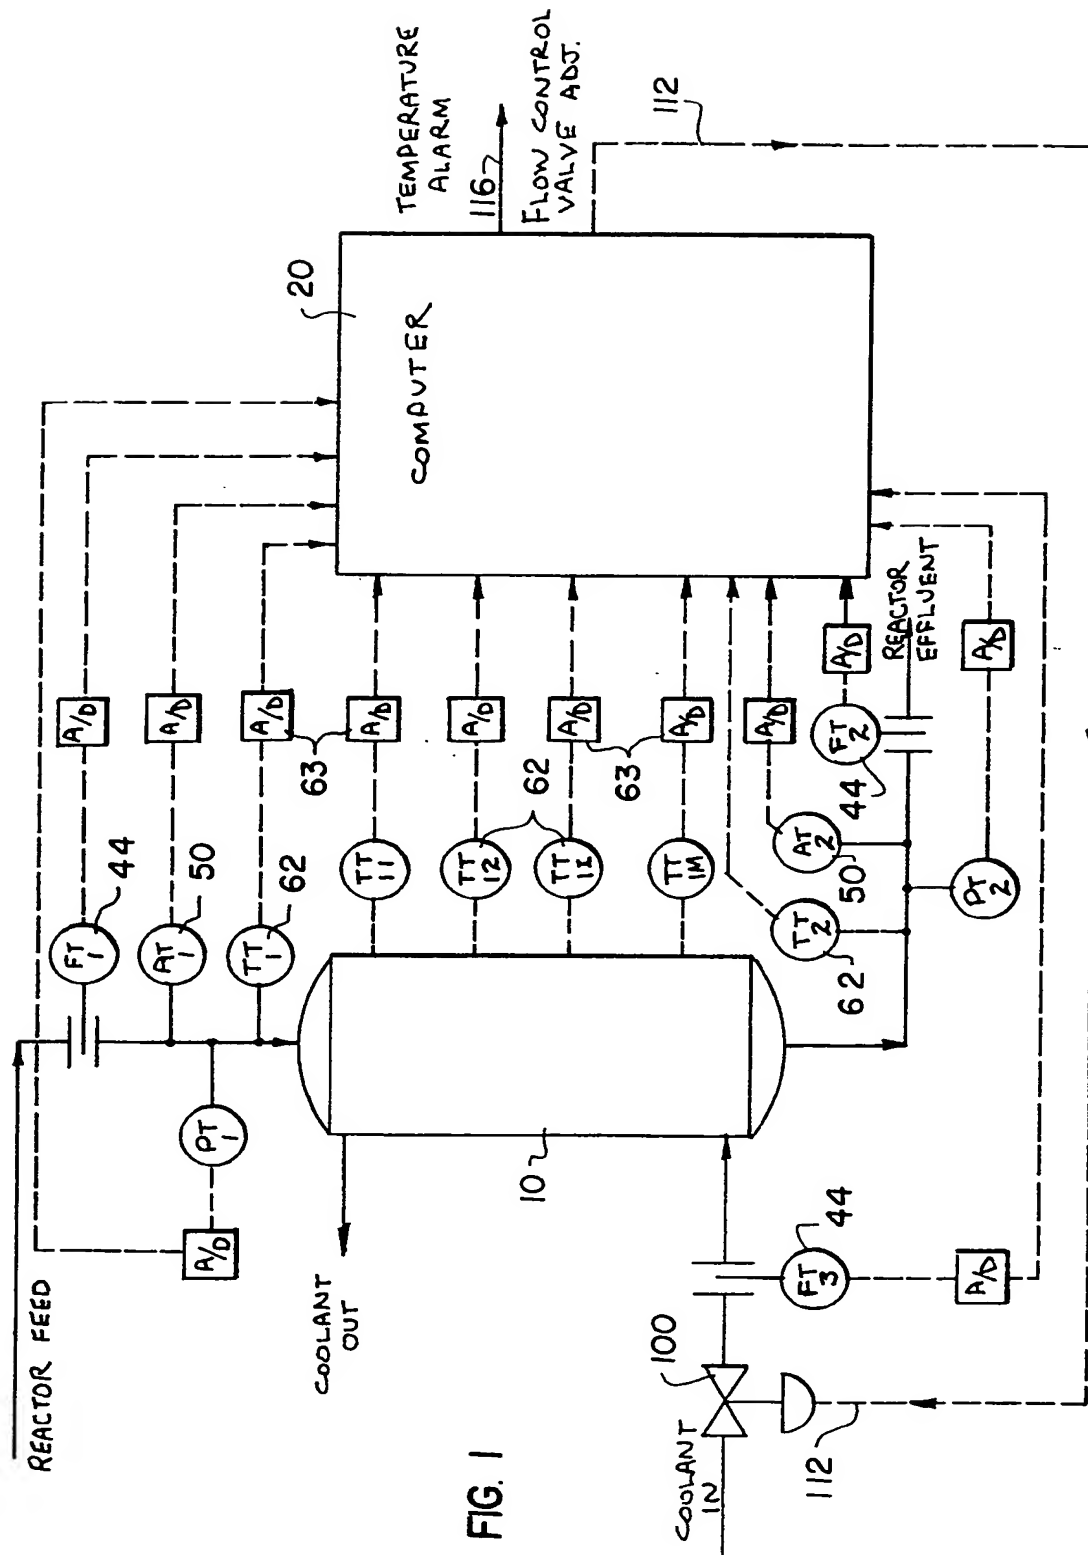 REACTOR FEED
A/D
PT
1
FT
1
44
A/D
AT
1
50
A/D
TT
1
62
A/D
63
TT
11
A/D
TT
12
62
A/D
TT
1I
A/D
63
TT
1M
A/D
TT
2
62
AT
2
50
A/D
FT
2
44
A/D
REACTOR
EFFLUENT
PT
2
A/D
COMPUTER
20
TEMPERATURE
ALARM
116
FLOW CONTROL
VALVE ADJ.
112
COOLANT
OUT
10
COOLANT
IN
100
FT
3
44
A/D
112
FIG. 1